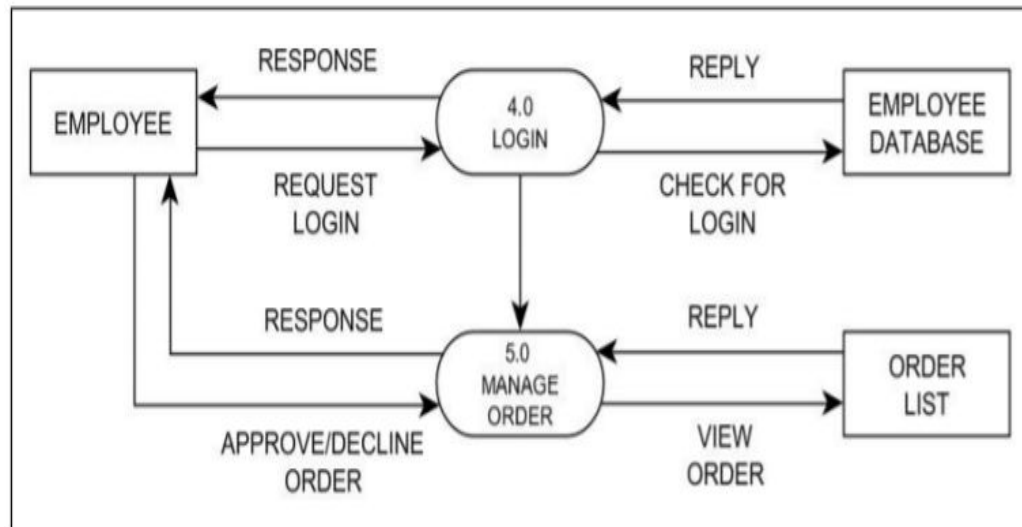 RESPONSE
REPLY
EMPLOYEE
4.0
LOGIN
EMPLOYEE
DATABASE
REQUEST
LOGIN
CHECK FOR
LOGIN
RESPONSE
REPLY
5.0
MANAGE
ORDER
ORDER
LIST
APPROVE/DECLINE
ORDER
VIEW
ORDER